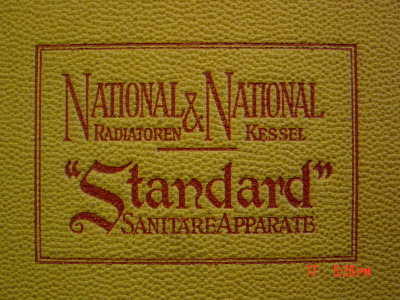 NATIONAL & NATIONAL
RADIATOREN KESSEL
"Standard"
SANITÄRE APPARATE